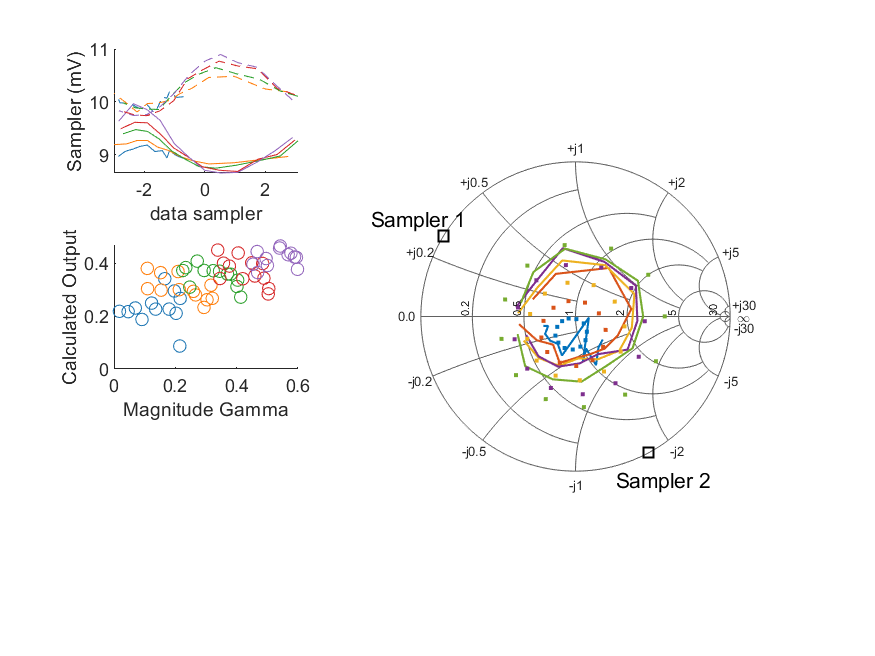 11
10
9
Sampler (mV)
-2 0 2
data sampler
0.4
0.2
0
Calculated Output
0 0.2 0.4 0.6
Magnitude Gamma
+j1
+j0.5
+j2
Sampler 1
+j0.2
+j5
0.0
0.2
0.5
1
2
5
30
+j30
∞
-j30
-j0.2
-j5
-j0.5
-j2
-j1
Sampler 2